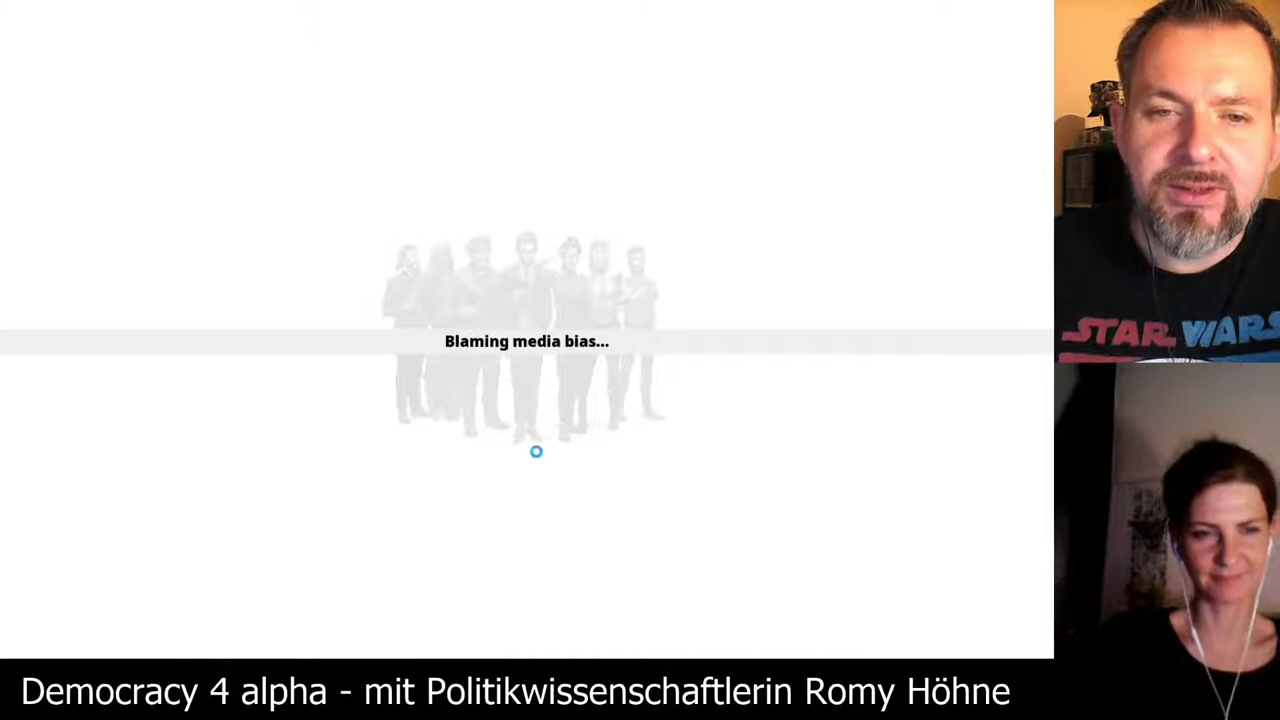 Blaming media bias...
STAR WARS
Democracy 4 alpha - mit Politikwissenschaftlerin Romy Höhne